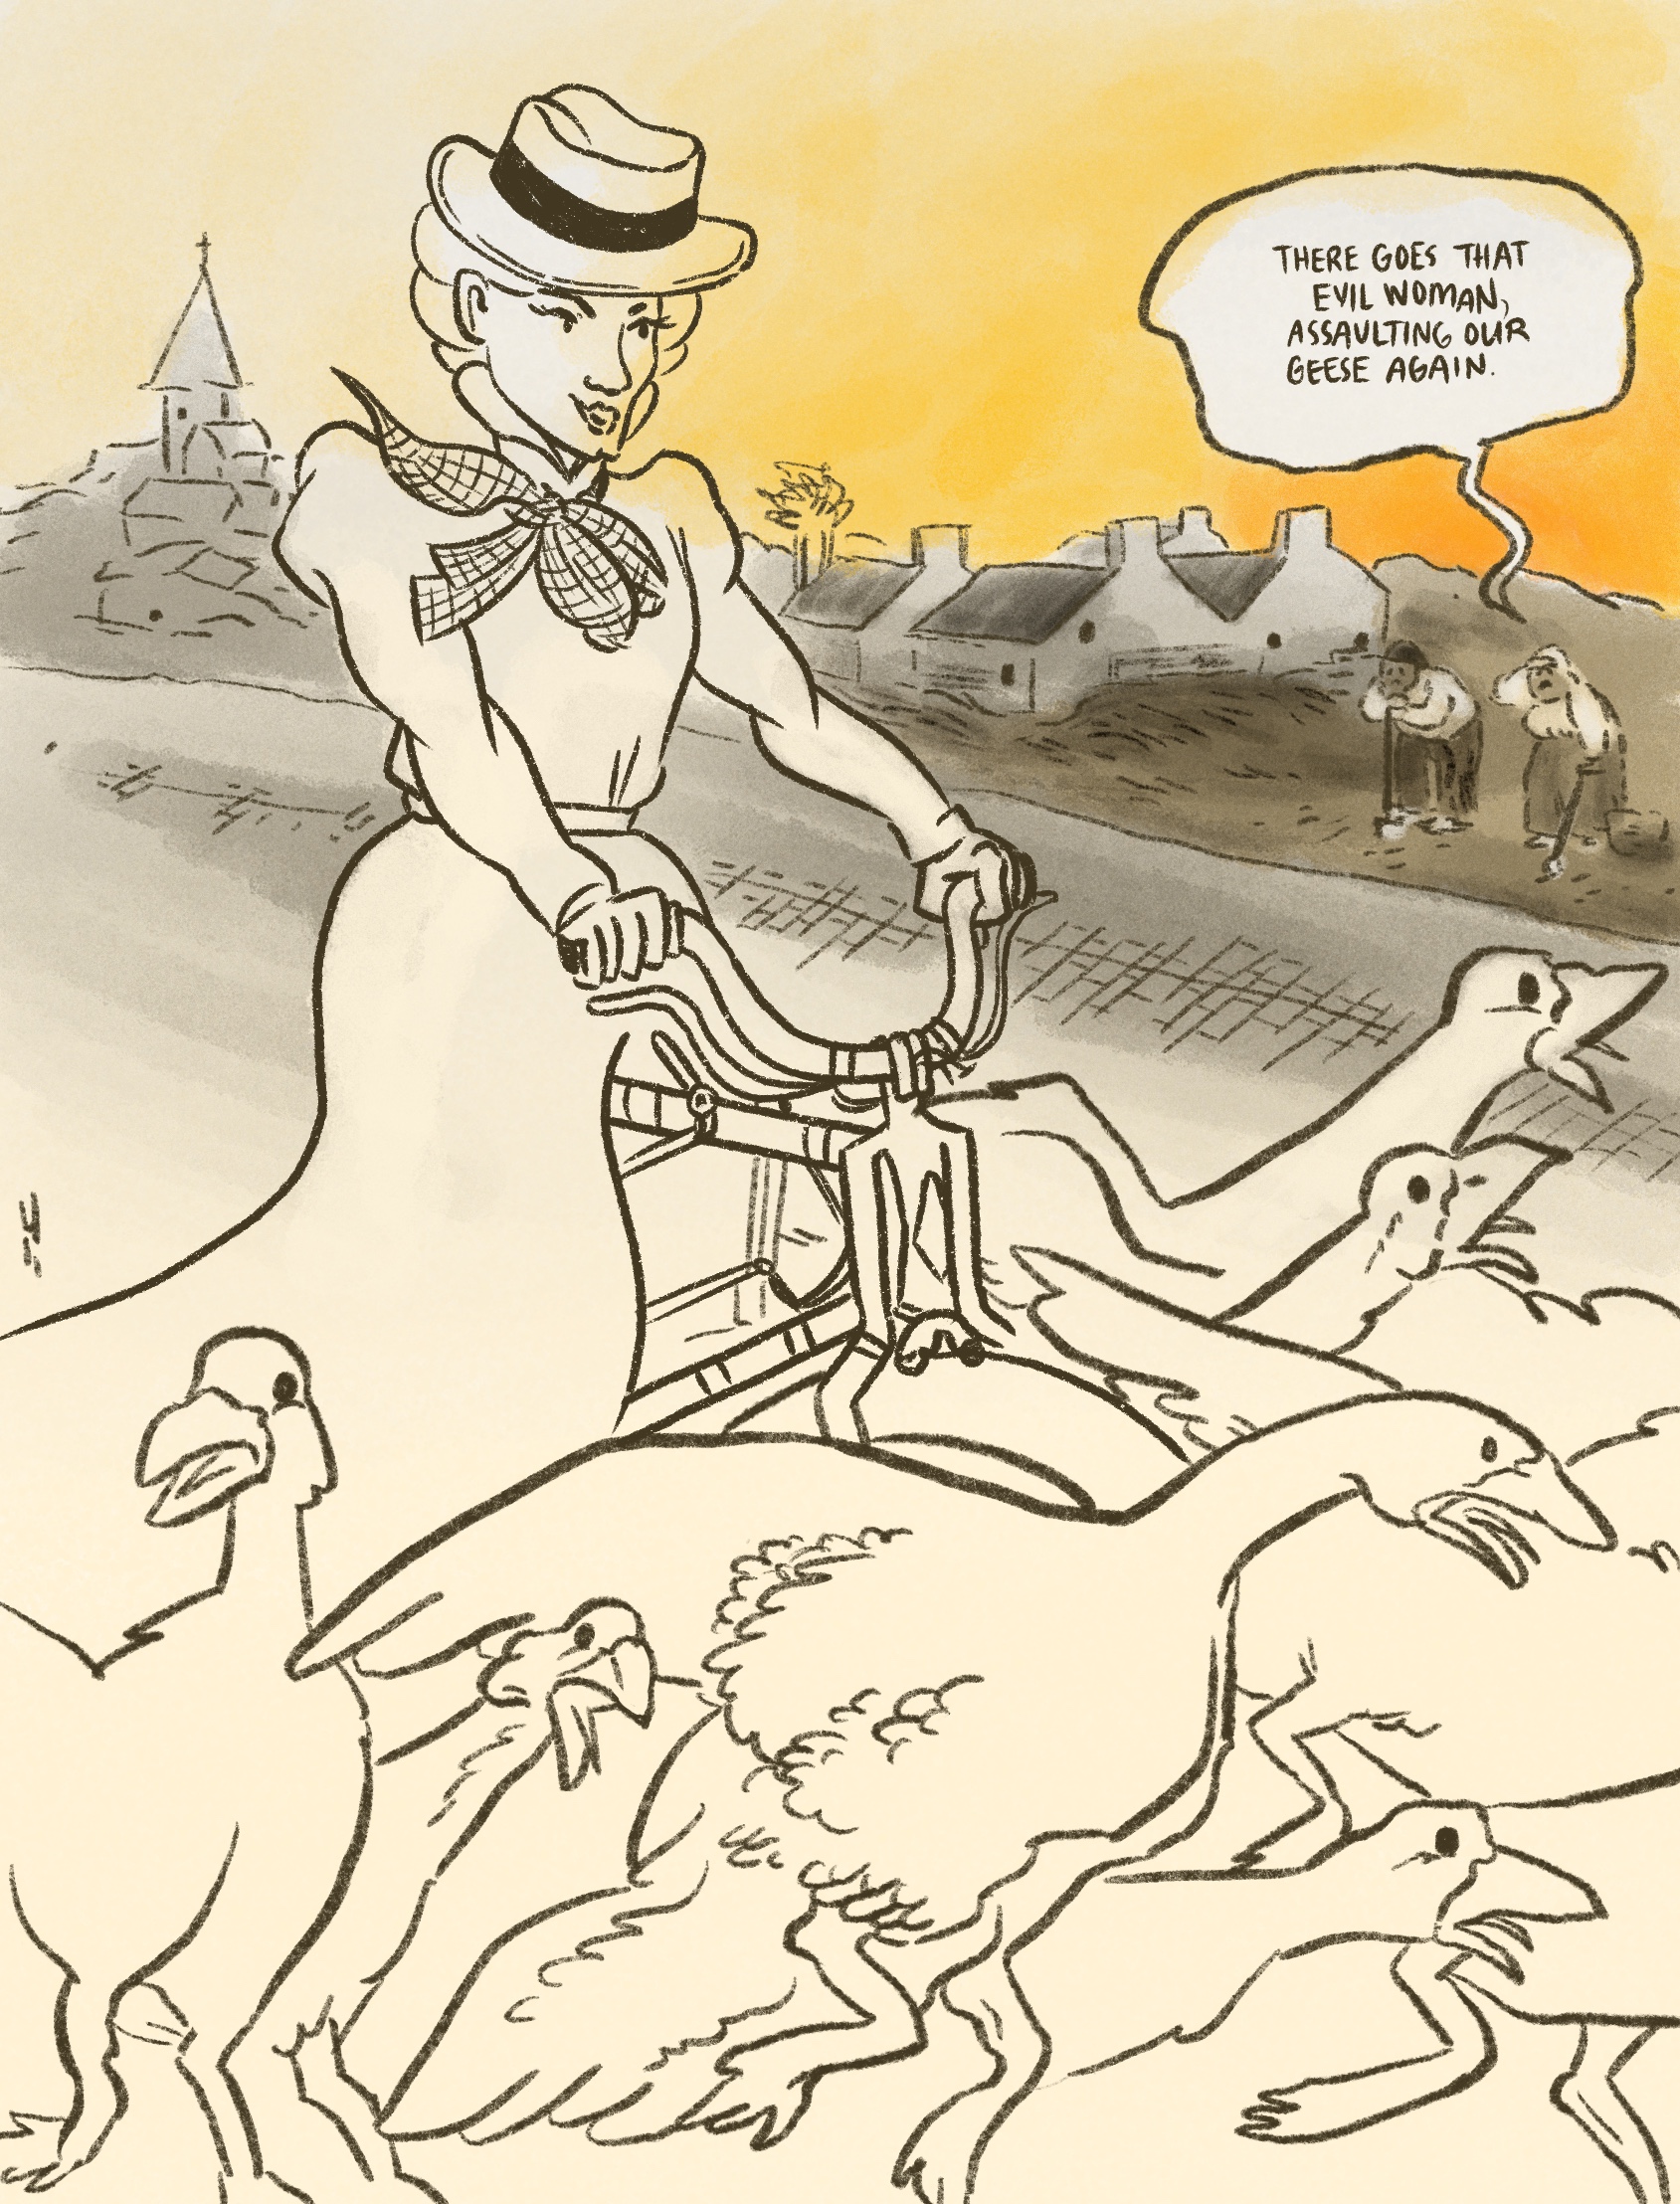 THERE GOES THAT
EVIL WOMAN,
ASSAULTING OUR
GEESE AGAIN.